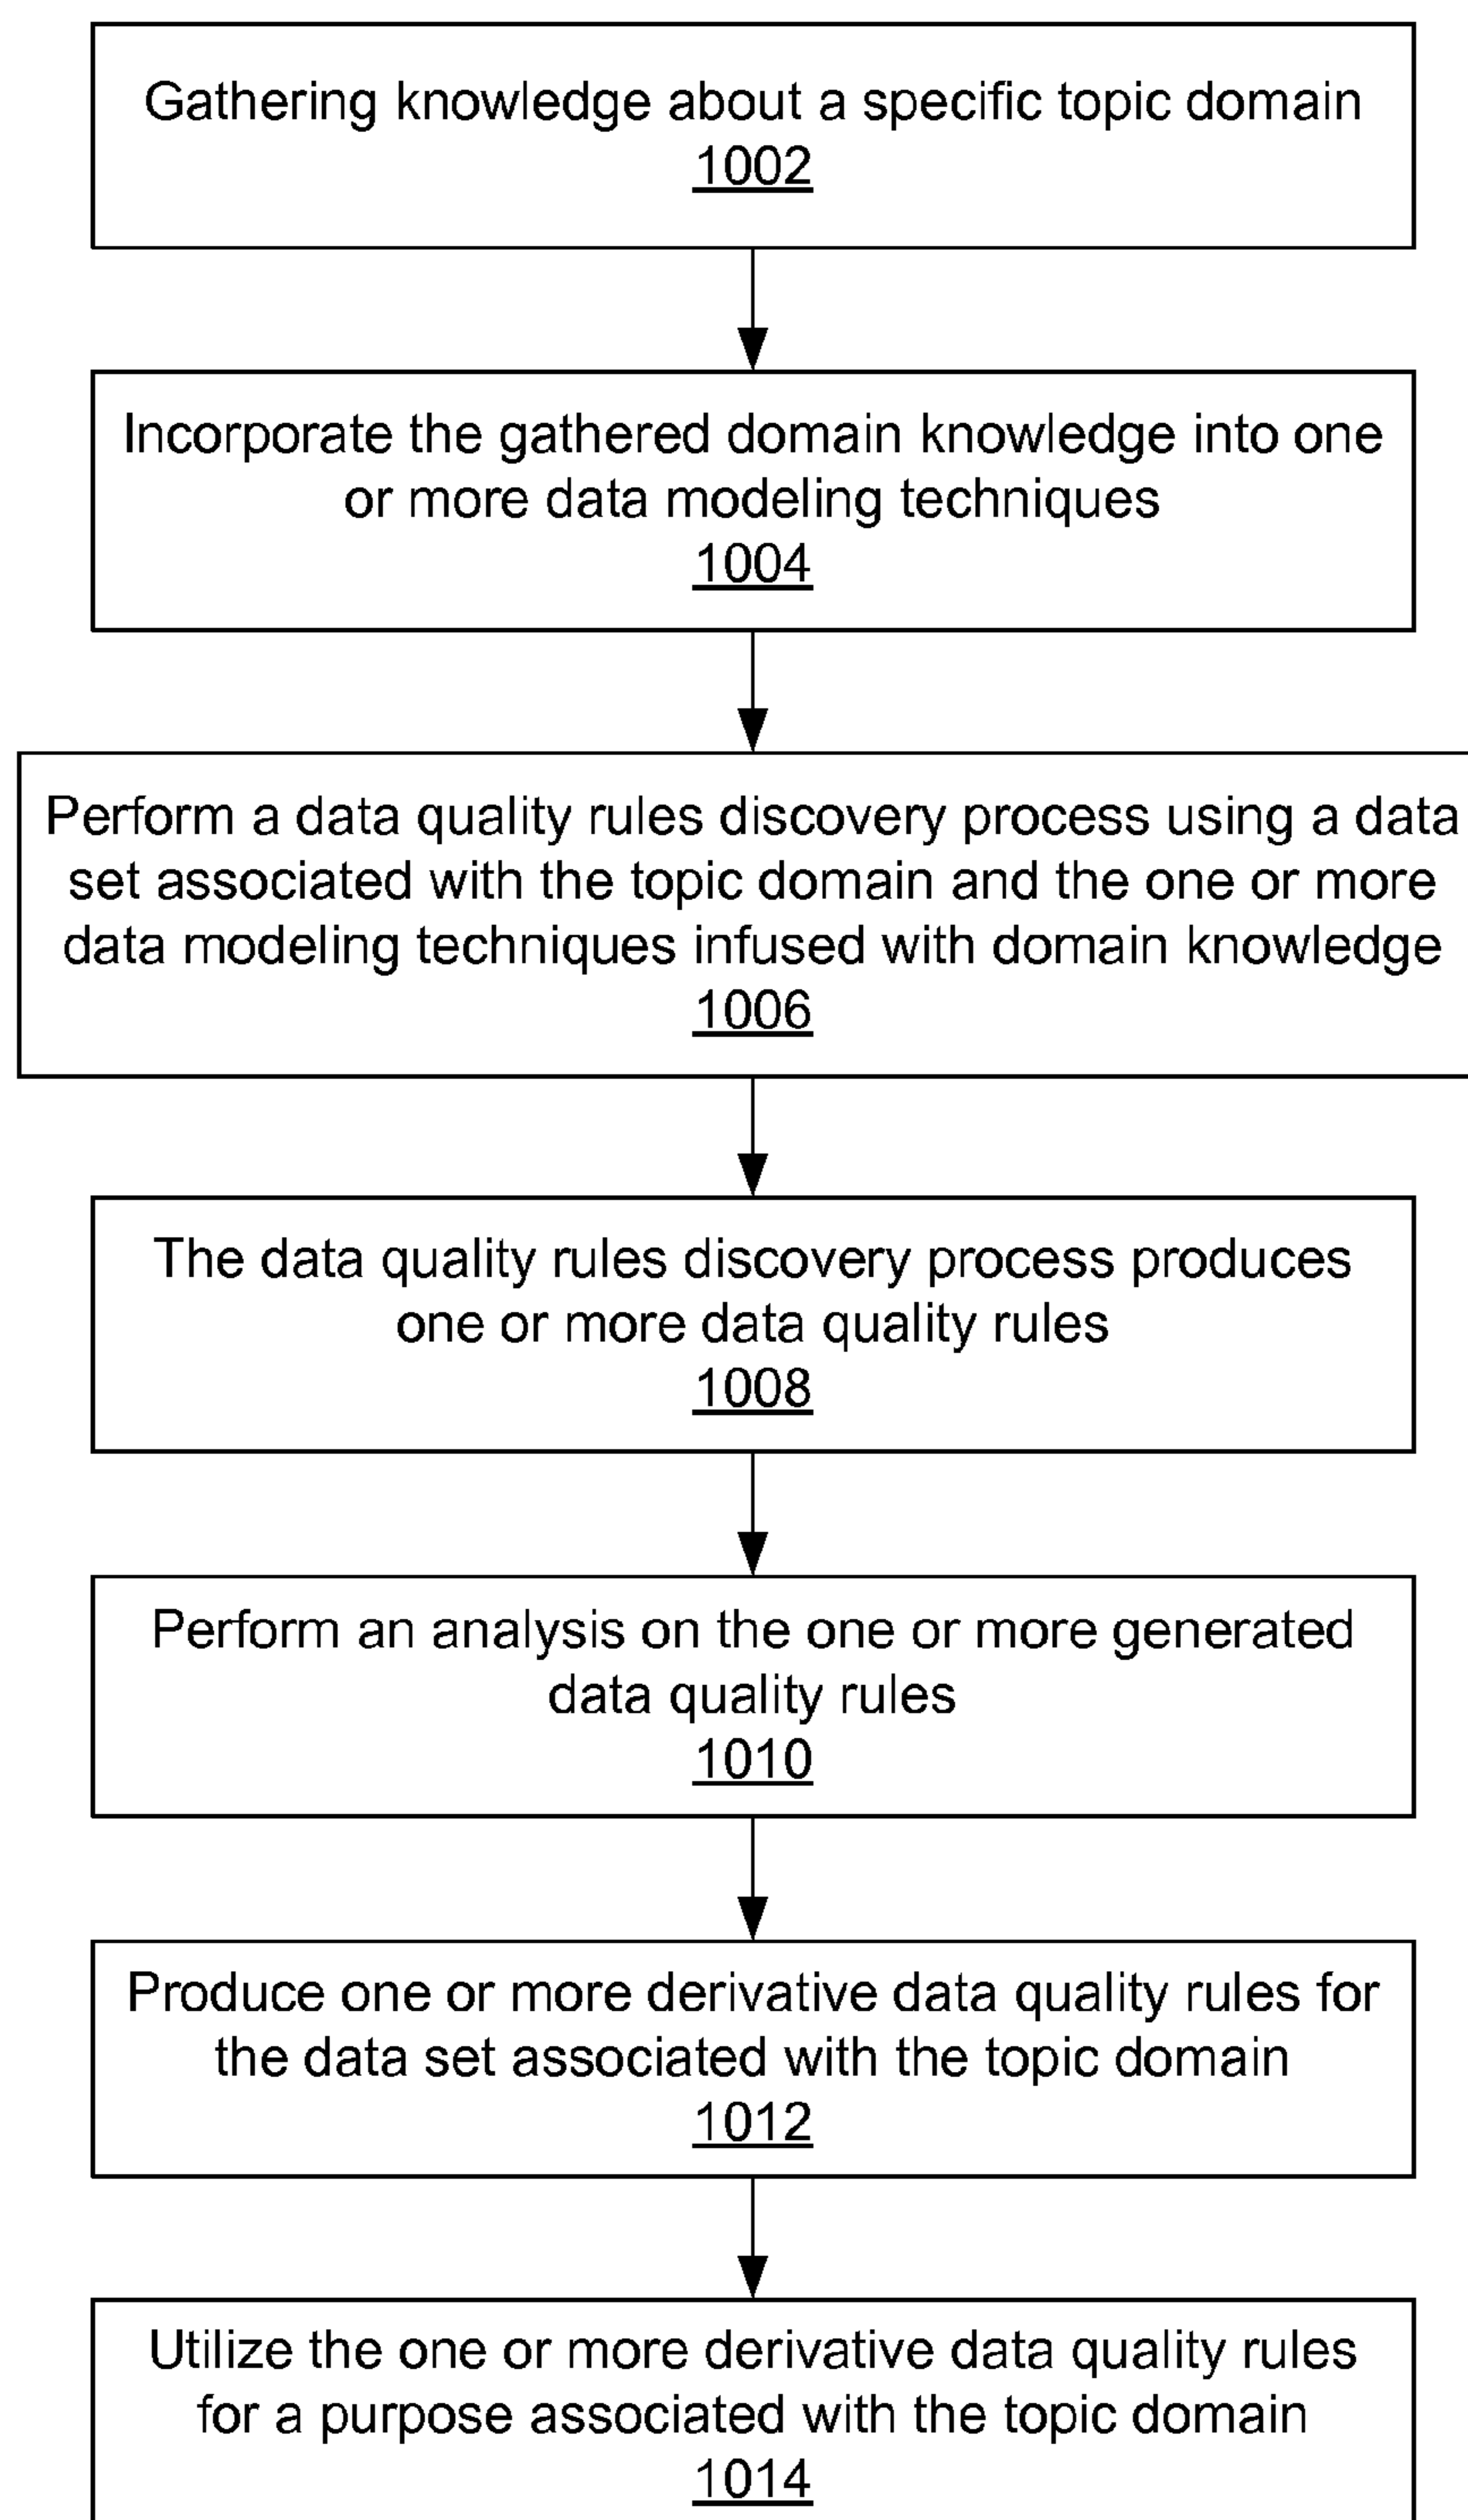 Gathering knowledge about a specific topic domain
1002
Incorporate the gathered domain knowledge into one
or more data modeling techniques
1004
Perform a data quality rules discovery process using a data
set associated with the topic domain and the one or more
data modeling techniques infused with domain knowledge
1006
The data quality rules discovery process produces
one or more data quality rules
1008
Perform an analysis on the one or more generated
data quality rules
1010
Produce one or more derivative data quality rules for
the data set associated with the topic domain
1012
Utilize the one or more derivative data quality rules
for a purpose associated with the topic domain
1014